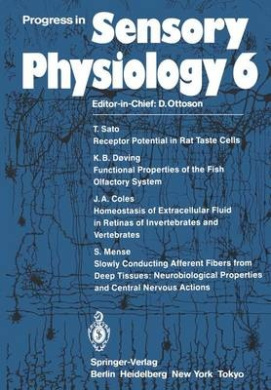 Progress in
Sensory
Physiology 6
Editor-in-Chief: D. Ottoson
T. Sato
Receptor Potential in Rat Taste Cells
K. B. Døving
Functional Properties of the Fish
Olfactory System
J. A. Coles
Homeostasis of Extracellular Fluid
in Retinas of Invertebrates and
Vertebrates
S. Mense
Slowly Conducting Afferent Fibers from
Deep Tissues: Neurobiological Properties
and Central Nervous Actions
Springer-Verlag
Berlin Heidelberg New York Tokyo